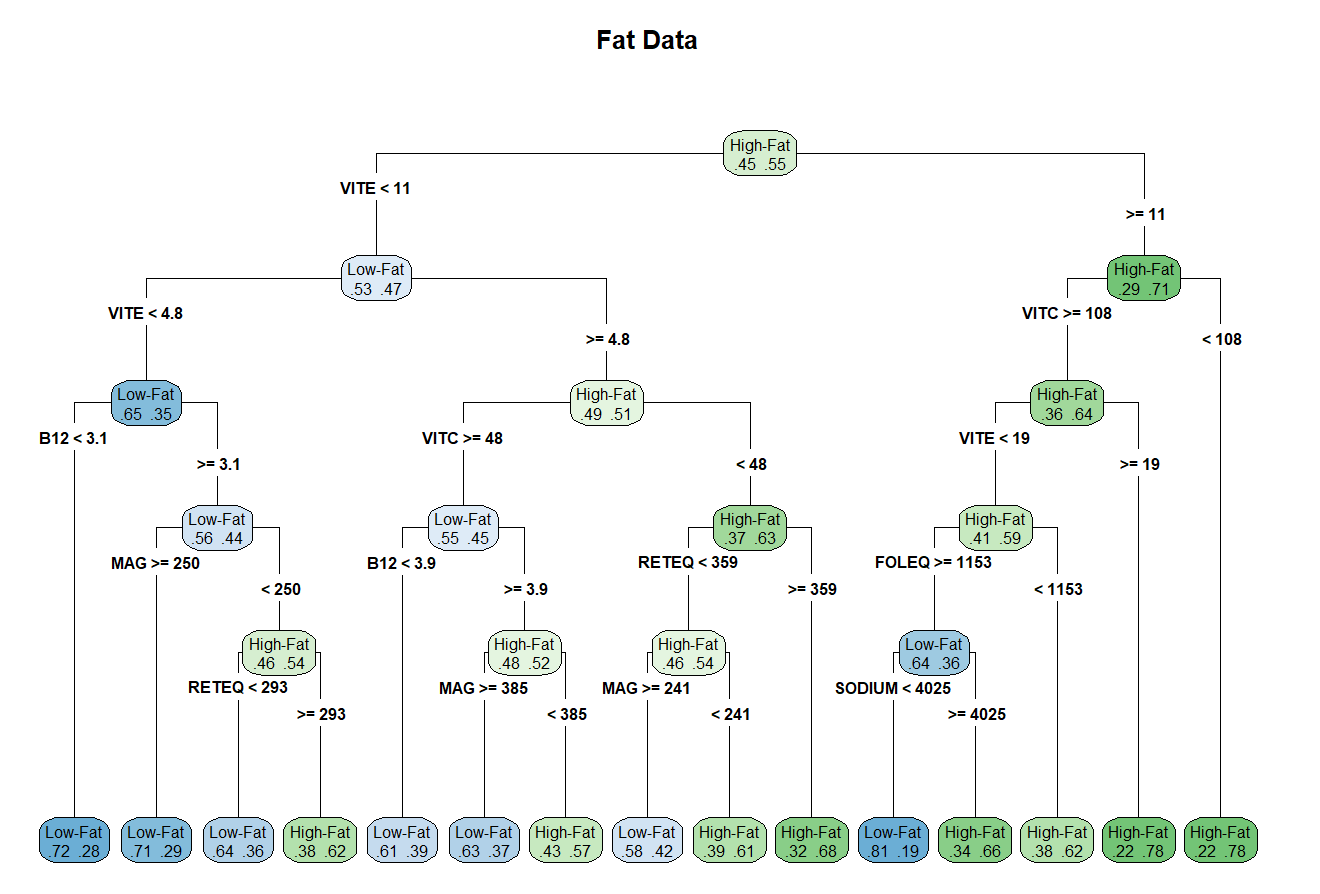 Fat Data
High-Fat
.45 .55
VITE < 11
>= 11
Low-Fat
.53 .47
High-Fat
.29 .71
VITE < 4.8
>= 4.8
VITC >= 108
< 108
Low-Fat
.65 .35
High-Fat
.49 .51
High-Fat
.36 .64
B12 < 3.1
>= 3.1
VITC >= 48
< 48
VITE < 19
>= 19
Low-Fat
.56 .44
Low-Fat
.55 .45
High-Fat
.37 .63
High-Fat
.41 .59
MAG >= 250
< 250
B12 < 3.9
>= 3.9
RETEQ < 359
>= 359
FOLEQ >= 1153
< 1153
High-Fat
.46 .54
High-Fat
.48 .52
High-Fat
.46 .54
Low-Fat
.64 .36
RETEQ < 293
>= 293
MAG >= 385
< 385
MAG >= 241
< 241
SODIUM < 4025
>= 4025
Low-Fat
.72 .28
Low-Fat
.71 .29
Low-Fat
.64 .36
High-Fat
.38 .62
Low-Fat
.61 .39
Low-Fat
.63 .37
High-Fat
.43 .57
Low-Fat
.58 .42
High-Fat
.39 .61
High-Fat
.32 .68
Low-Fat
.81 .19
High-Fat
.34 .66
High-Fat
.38 .62
High-Fat
.22 .78
High-Fat
.22 .78